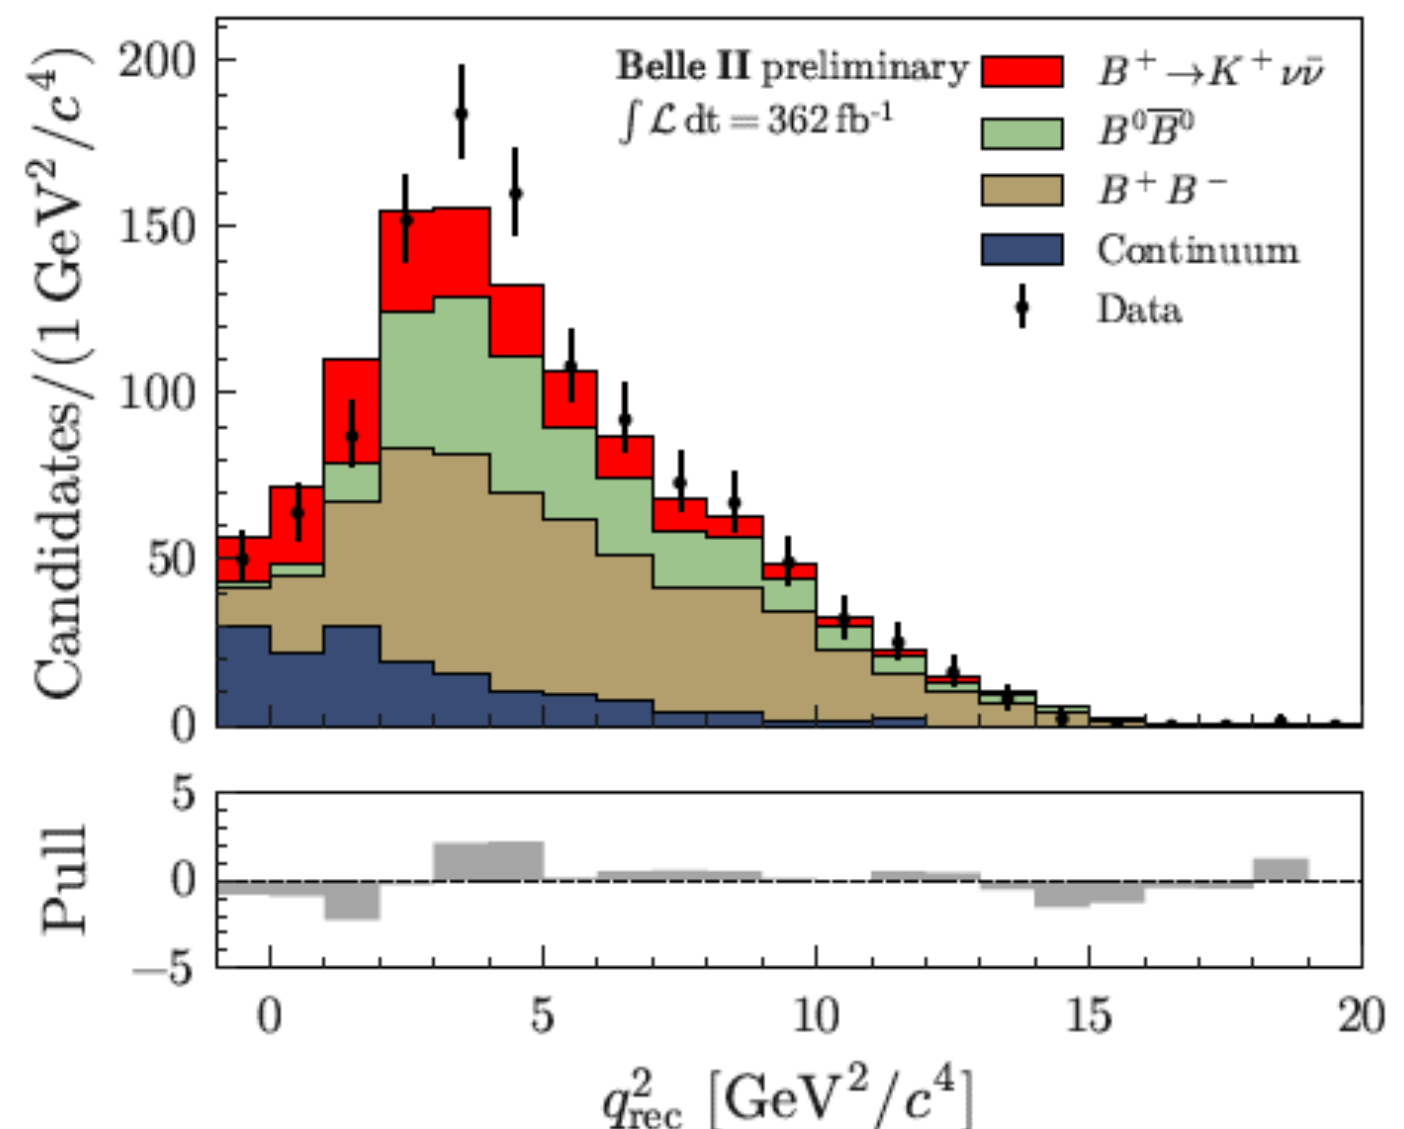 Candidates/(1 GeV²/c⁴)
200
150
100
50
0
Belle II preliminary
∫ ℒ dt = 362 fb⁻¹
B⁺→K⁺νν̄
B⁰B̅⁰
B⁺B⁻
Continuum
Data
Pull
5
0
−5
0 5 10 15 20
q²rec [GeV²/c⁴]